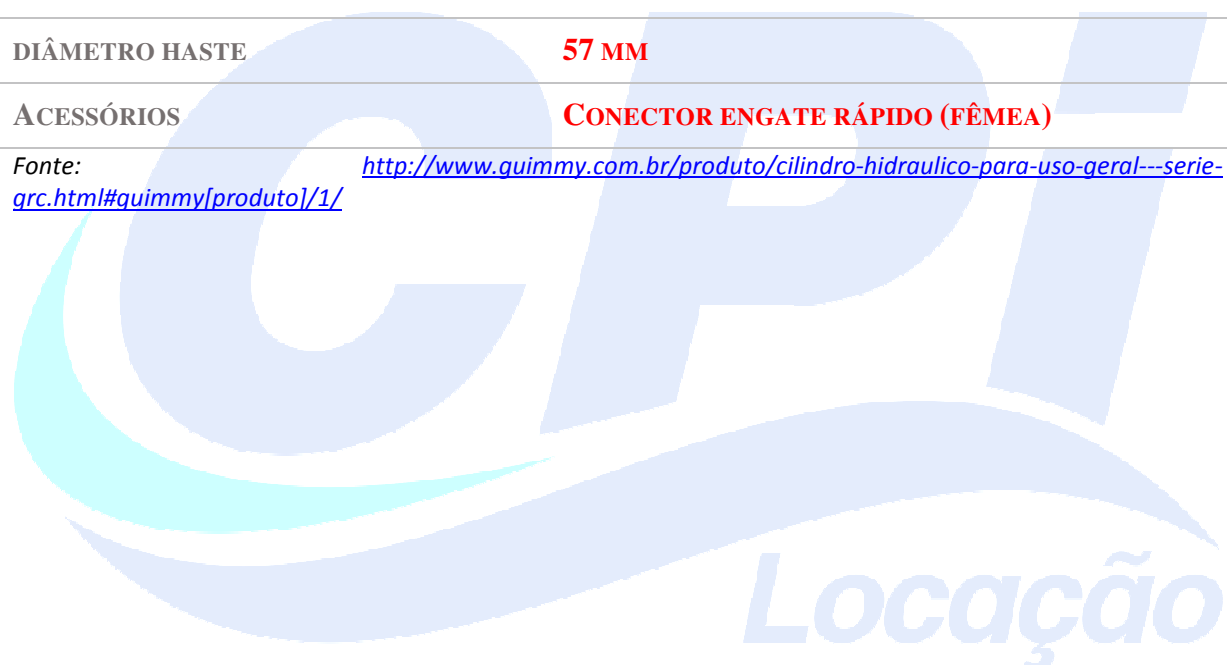 DIÂMETRO HASTE 57 MM
ACESSÓRIOS CONECTOR ENGATE RÁPIDO (FÊMEA)
Fonte: http://www.guimmy.com.br/produto/cilindro-hidraulico-para-uso-geral---serie-
grc.html#guimmy[produto]/1/
CPi
Locação